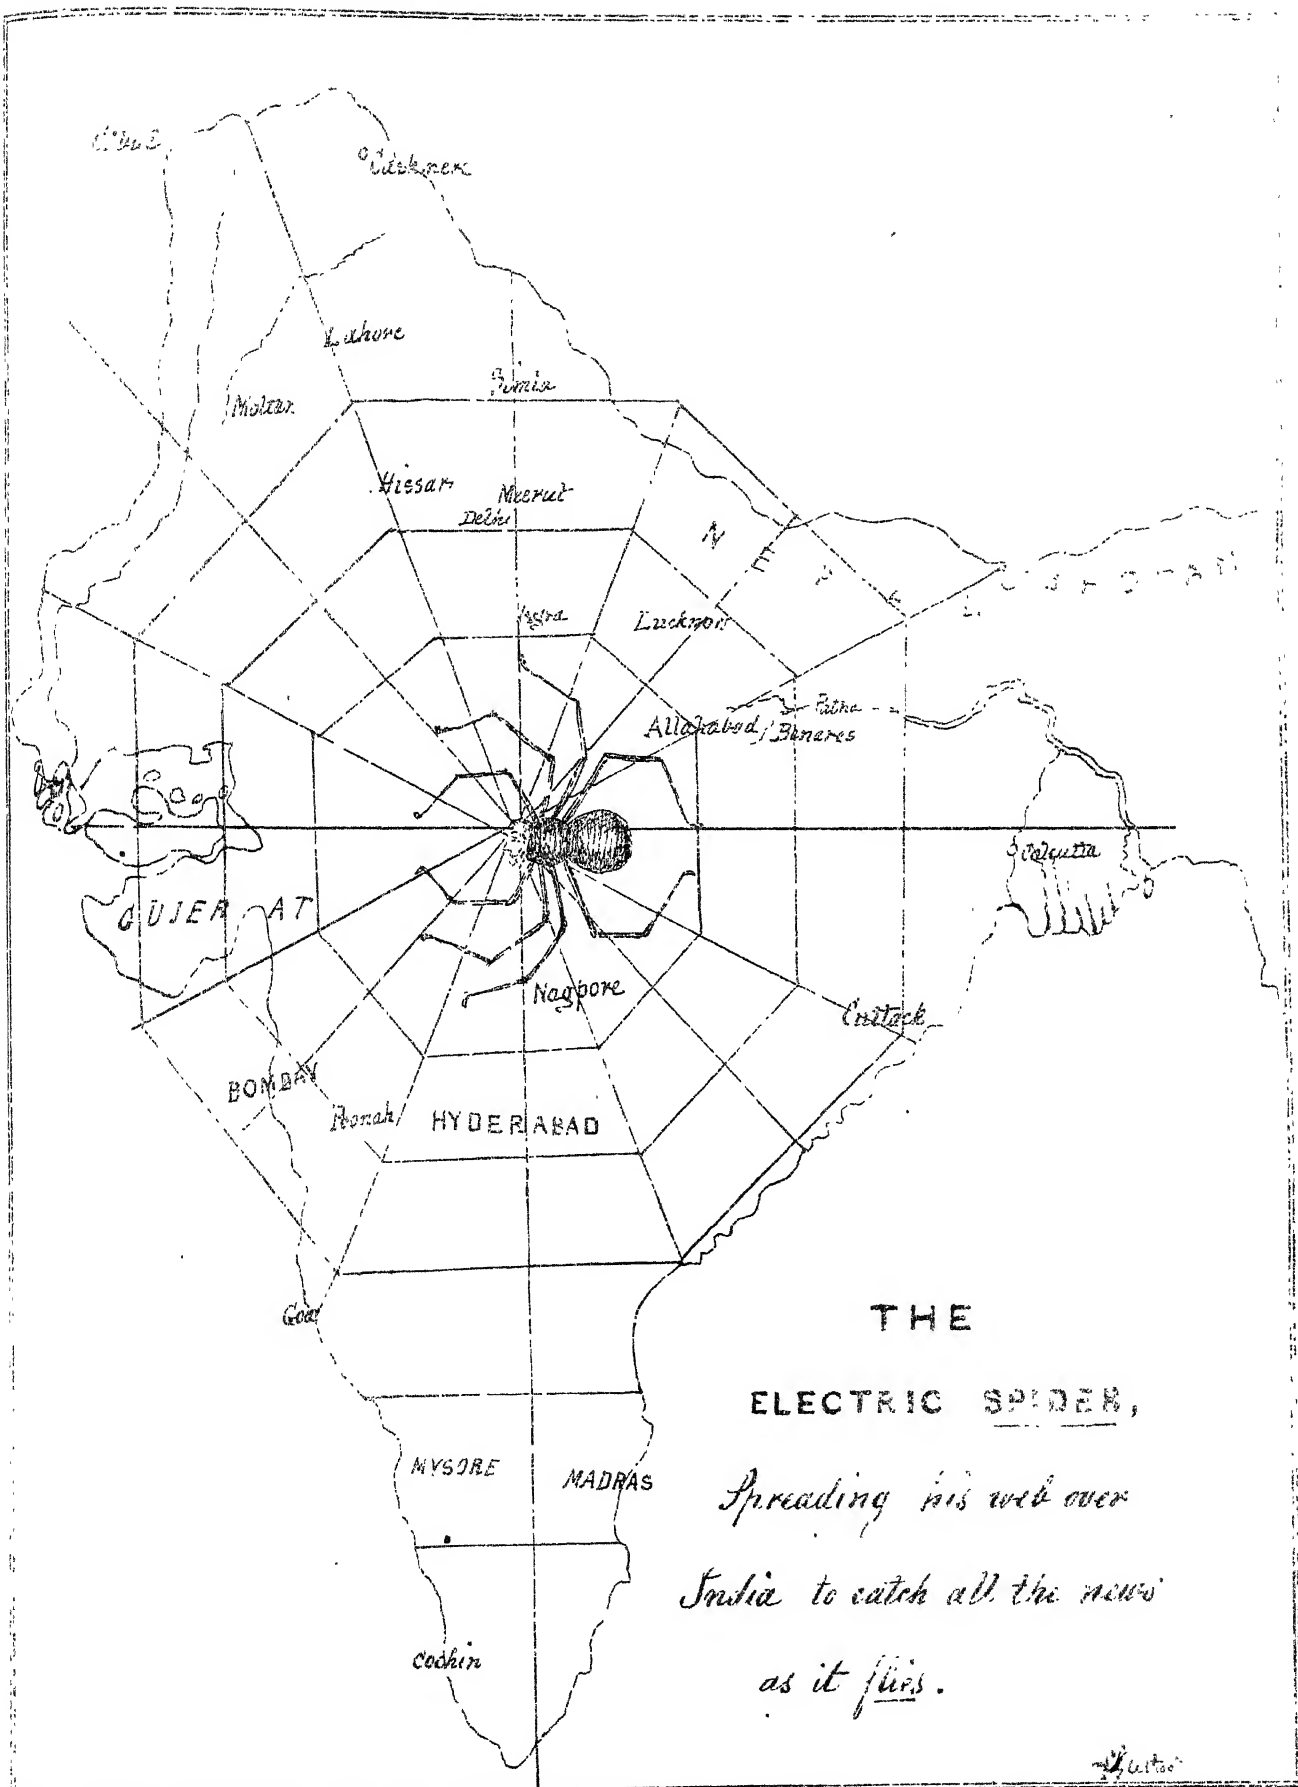 Lahore
Simla
Hissar Meerut
Delhi
NEPAL
Agra Lucknow
Patna
Allahabad Benares
Calcutta
GUJERAT
Nagpore
Cuttack
BOMBAY
Poonah HYDERABAD
Goa
THE
ELECTRIC SPIDER,
MYSORE MADRAS
Spreading his web over
India to catch all the news
Cochin
as it flies.